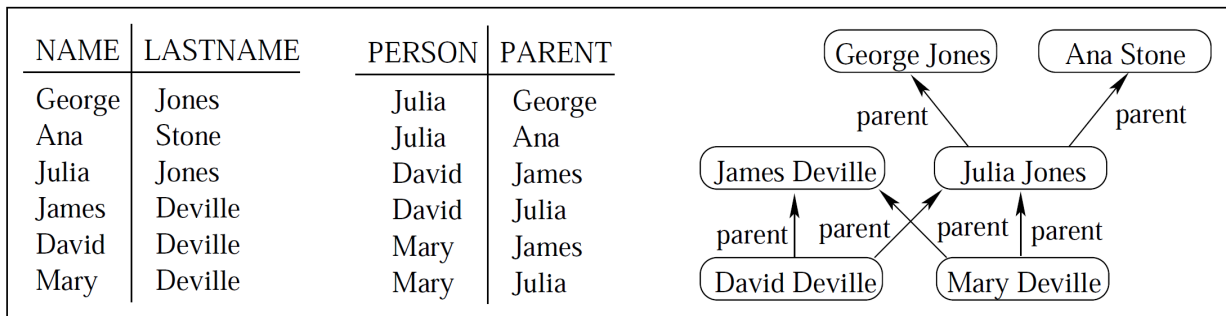 NAME LASTNAME
George Jones
Ana Stone
Julia Jones
James Deville
David Deville
Mary Deville
PERSON PARENT
Julia George
Julia Ana
David James
David Julia
Mary James
Mary Julia
George Jones Ana Stone
parent parent
James Deville Julia Jones
parent parent parent parent
David Deville Mary Deville